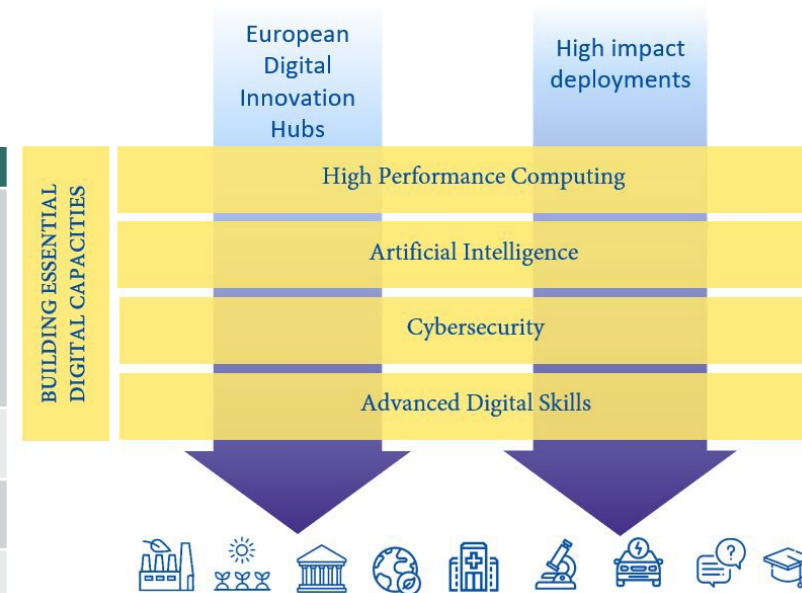 European
Digital
Innovation
Hubs
High impact
deployments
BUILDING ESSENTIAL
DIGITAL CAPACITIES
High Performance Computing
Artificial Intelligence
Cybersecurity
Advanced Digital Skills
?